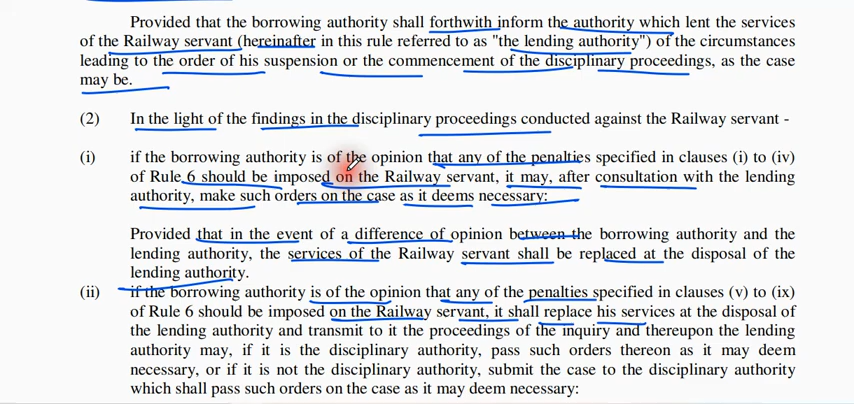 Provided that the borrowing authority shall forthwith inform the authority which lent the services
of the Railway servant (hereinafter in this rule referred to as "the lending authority") of the circumstances
leading to the order of his suspension or the commencement of the disciplinary proceedings, as the case
may be.
(2) In the light of the findings in the disciplinary proceedings conducted against the Railway servant -
(i) if the borrowing authority is of the opinion that any of the penalties specified in clauses (i) to (iv)
of Rule 6 should be imposed on the Railway servant, it may, after consultation with the lending
authority, make such orders on the case as it deems necessary:
Provided that in the event of a difference of opinion between the borrowing authority and the
lending authority, the services of the Railway servant shall be replaced at the disposal of the
lending authority.
(ii) if the borrowing authority is of the opinion that any of the penalties specified in clauses (v) to (ix)
of Rule 6 should be imposed on the Railway servant, it shall replace his services at the disposal of
the lending authority and transmit to it the proceedings of the inquiry and thereupon the lending
authority may, if it is the disciplinary authority, pass such orders thereon as it may deem
necessary, or if it is not the disciplinary authority, submit the case to the disciplinary authority
which shall pass such orders on the case as it may deem necessary: